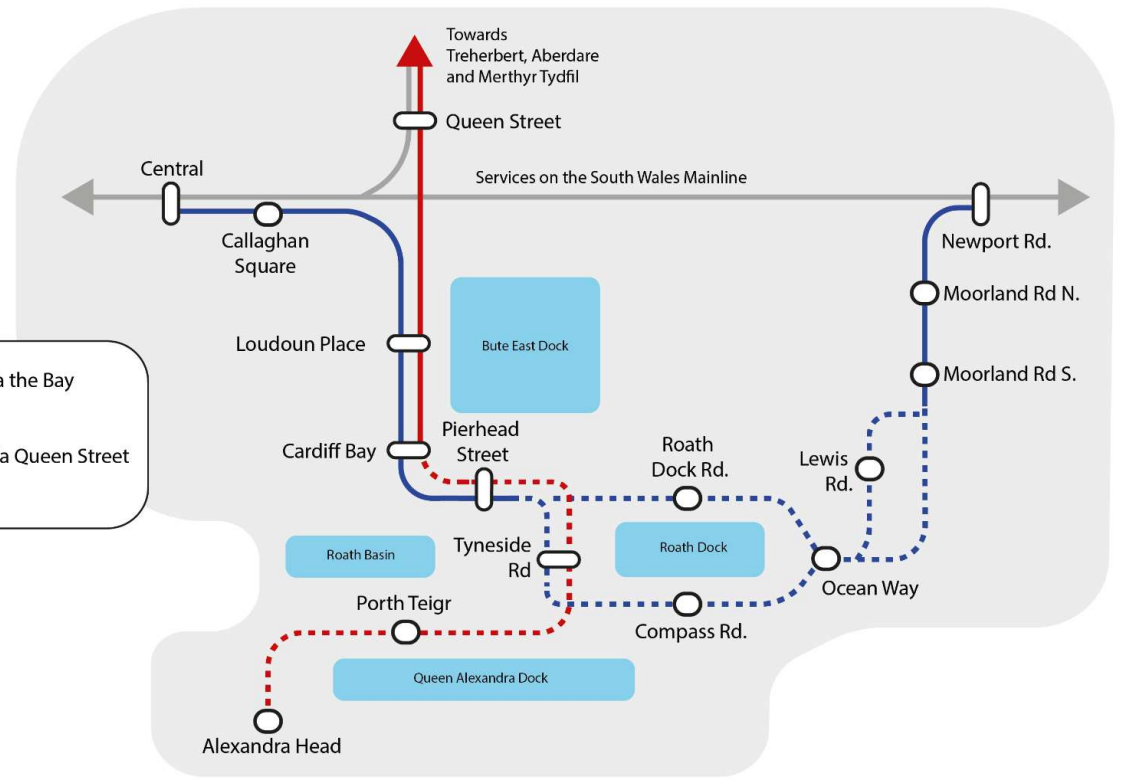 Towards
Treherbert, Aberdare
and Merthyr Tydfil
Queen Street
Central
Services on the South Wales Mainline
Callaghan
Square
Newport Rd.
Moorland Rd N.
Loudoun Place
Bute East Dock
a the Bay
Moorland Rd S.
Pierhead
Street
Cardiff Bay
a Queen Street
Roath
Dock Rd.
Lewis
Rd.
Tyneside
Rd
Roath Basin
Roath Dock
Ocean Way
Porth Teigr
Compass Rd.
Queen Alexandra Dock
Alexandra Head